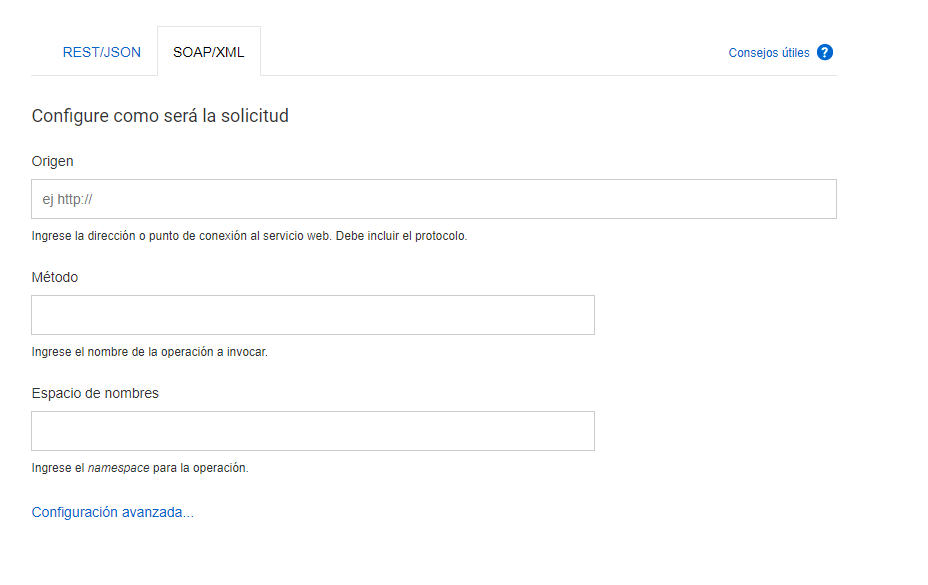 REST/JSON SOAP/XML Consejos útiles ?
Configure como será la solicitud
Origen
ej http://
Ingrese la dirección o punto de conexión al servicio web. Debe incluir el protocolo.
Método
Ingrese el nombre de la operación a invocar.
Espacio de nombres
Ingrese el namespace para la operación.
Configuración avanzada...